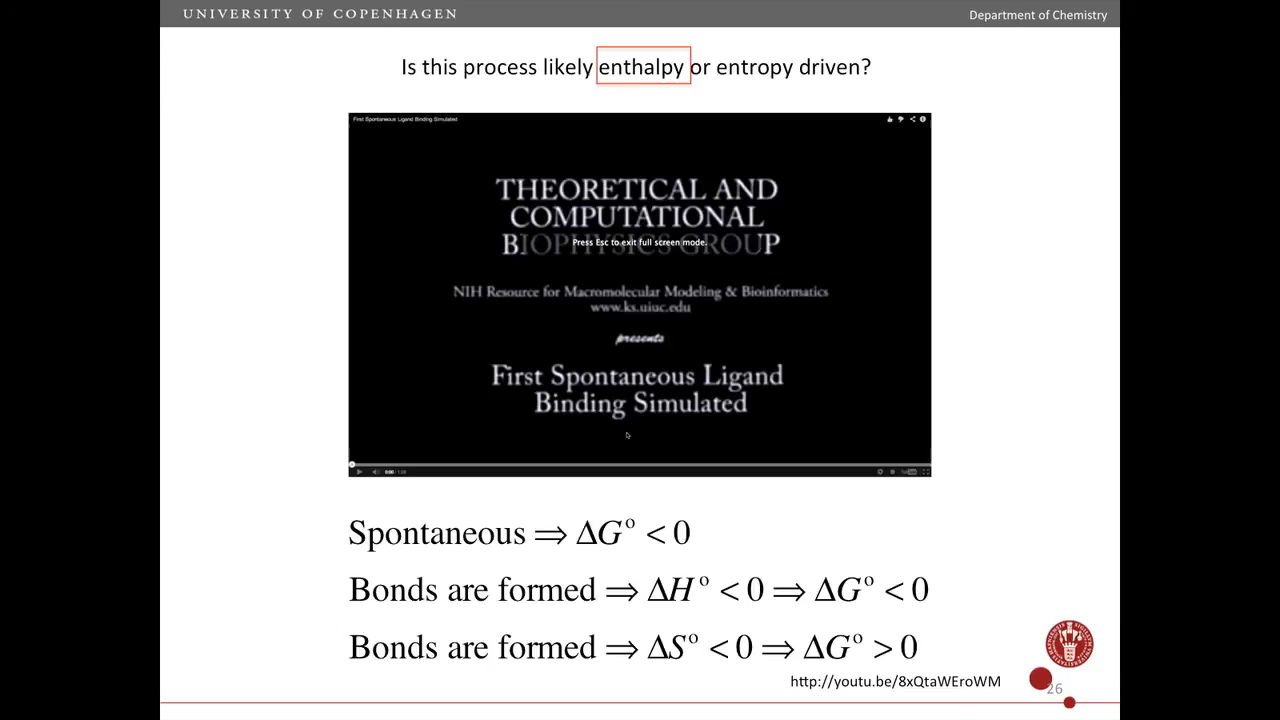 UNIVERSITY OF COPENHAGEN
Department of Chemistry
Is this process likely enthalpy or entropy driven?
First Spontaneous Ligand Binding Simulated
THEORETICAL AND
COMPUTATIONAL
BIOPHYSICS GROUP
Press Esc to exit full screen mode.
NIH Resource for Macromolecular Modeling & Bioinformatics
www.ks.uiuc.edu
presents
First Spontaneous Ligand
Binding Simulated
Spontaneous ⇒ ΔG° < 0
Bonds are formed ⇒ ΔH° < 0 ⇒ ΔG° < 0
Bonds are formed ⇒ ΔS° < 0 ⇒ ΔG° > 0
http://youtu.be/8xQtaWEroWM
26